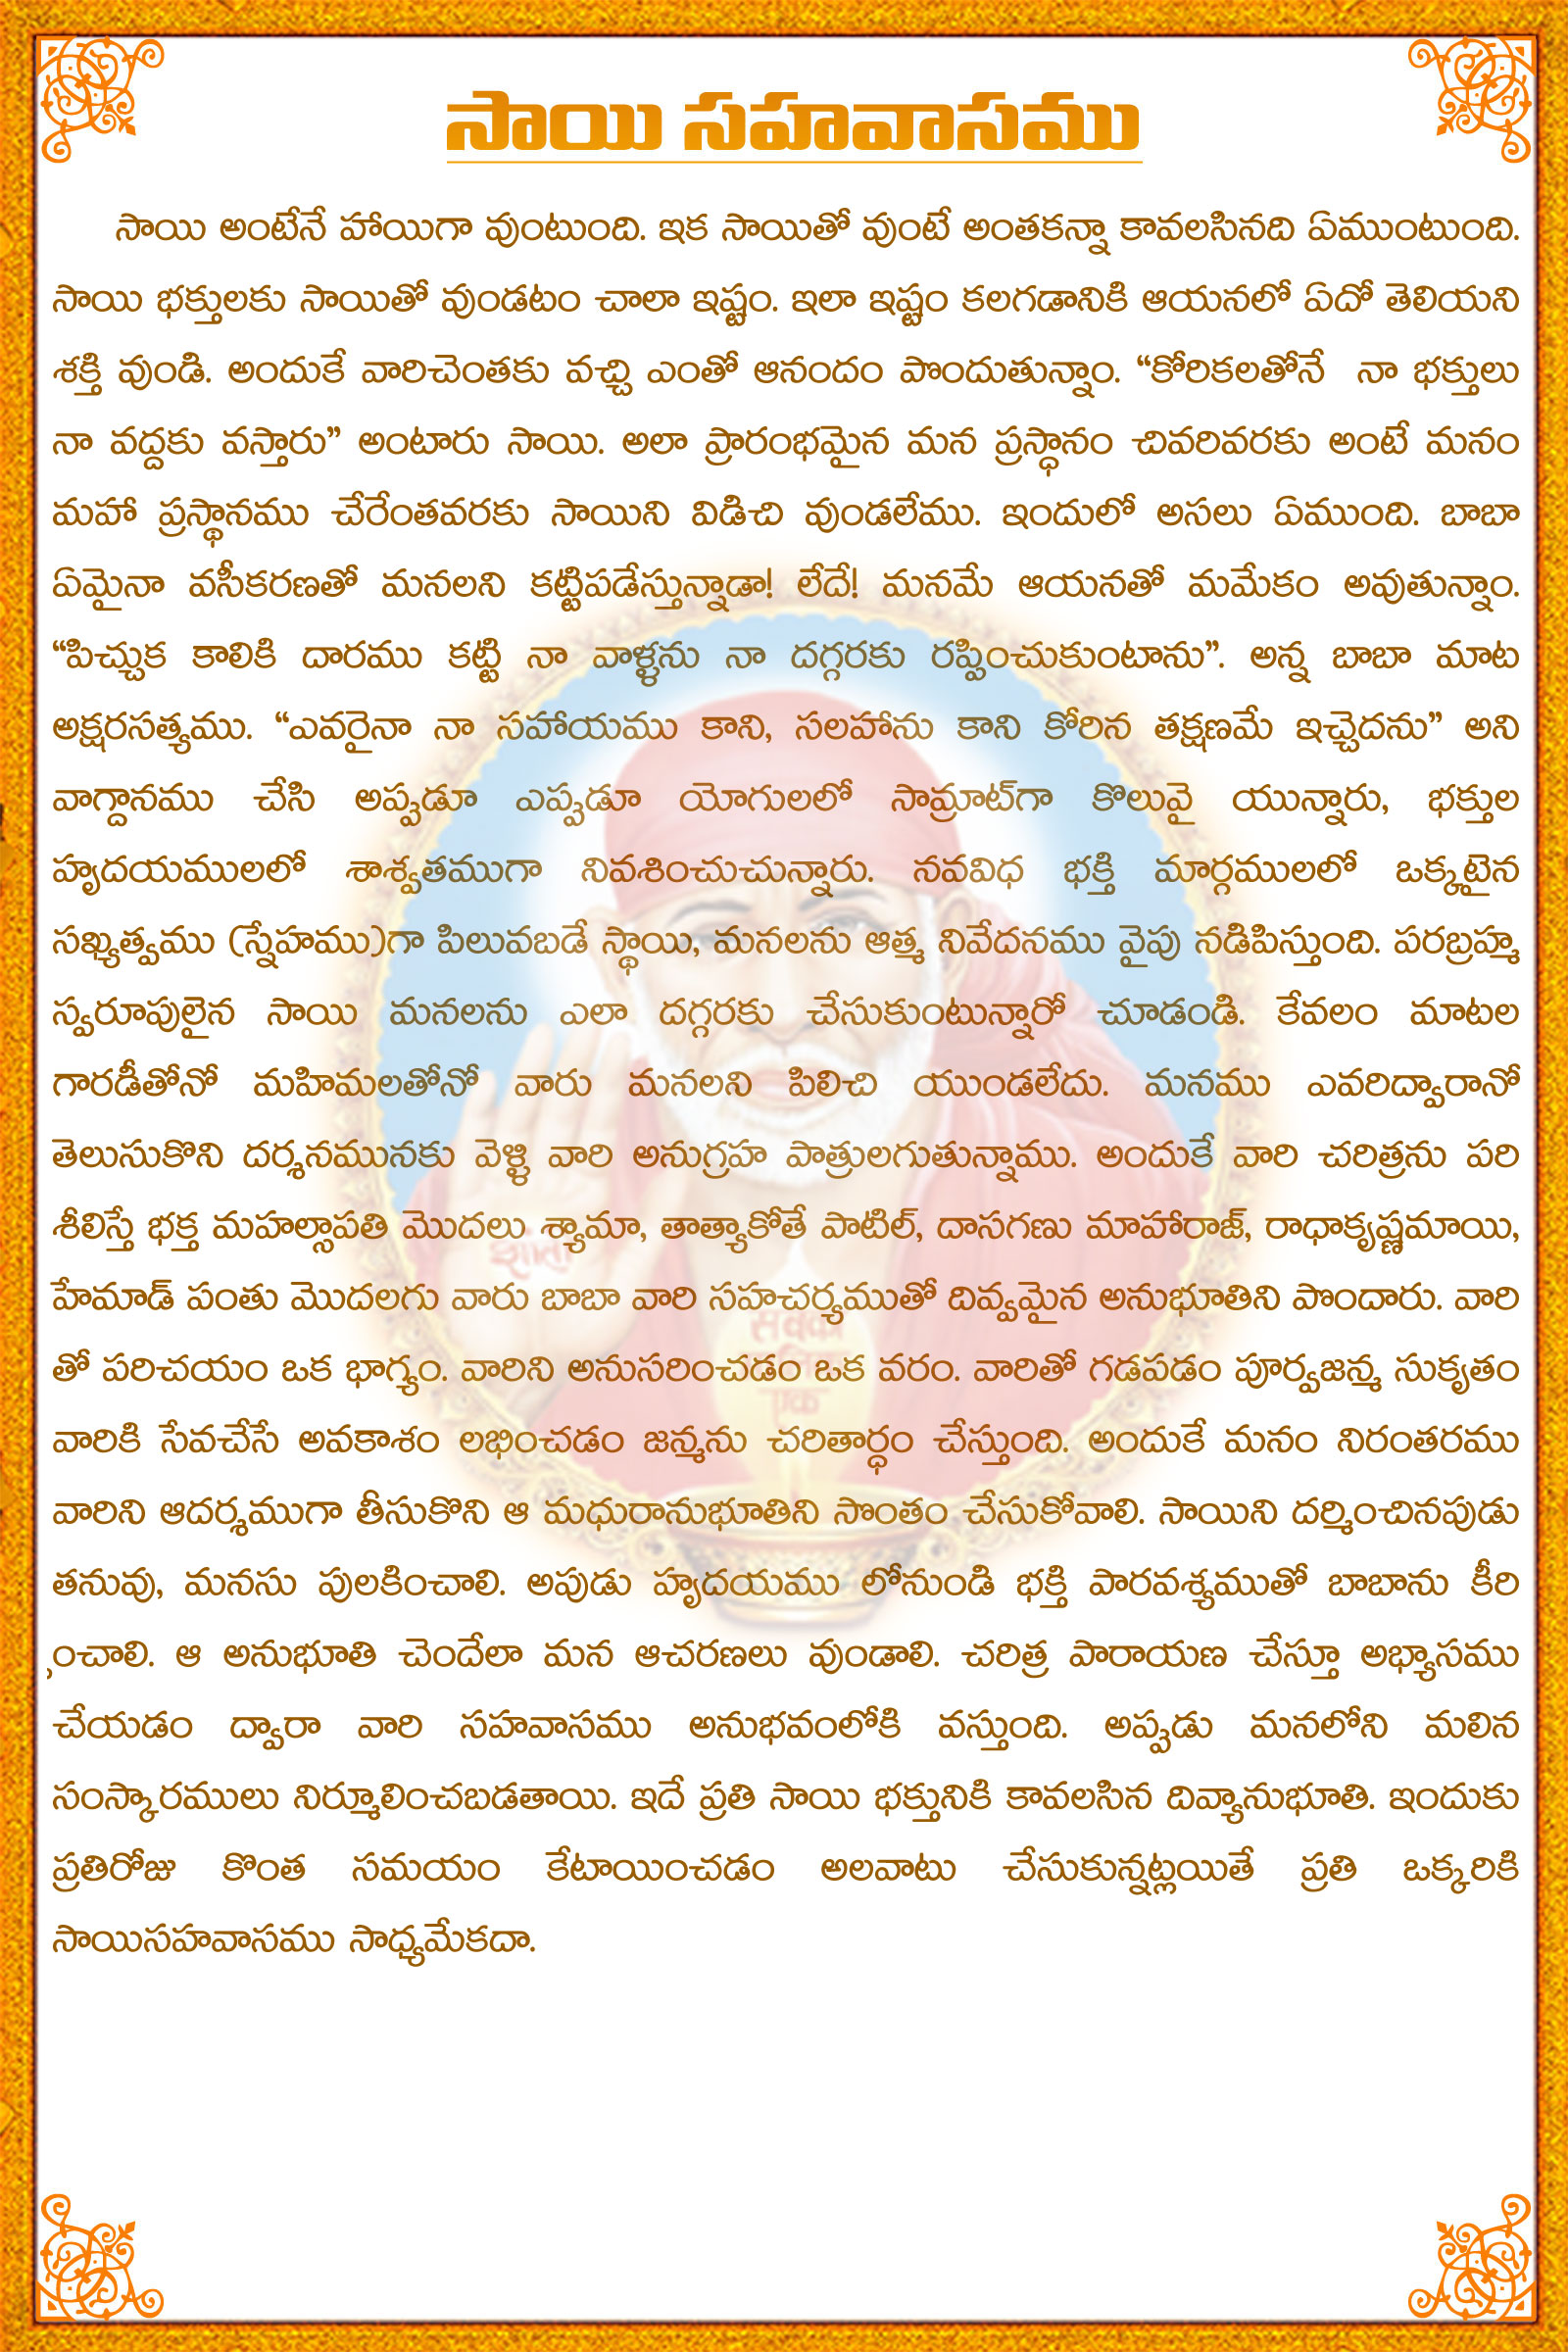 సాయి సహవాసము
సాయి అంటేనే హాయిగా వుంటుంది. ఇక సాయితో వుంటే అంతకన్నా కావలసినది ఏముంటుంది.
సాయి భక్తులకు సాయితో వుండటం చాలా ఇష్టం. ఇలా ఇష్టం కలగడానికి ఆయనలో ఏదో తెలియని
శక్తి వుండి. అందుకే వారిచెంతకు వచ్చి ఎంతో ఆనందం పొందుతున్నాం. “కోరికలతోనే నా భక్తులు
నా వద్దకు వస్తారు” అంటారు సాయి. అలా ప్రారంభమైన మన ప్రస్ధానం చివరివరకు అంటే మనం
మహా ప్రస్థానము చేరేంతవరకు సాయిని విడిచి వుండలేము. ఇందులో అసలు ఏముంది. బాబా
ఏమైనా వసీకరణతో మనలని కట్టిపడేస్తున్నాడా! లేదే! మనమే ఆయనతో మమేకం అవుతున్నాం.
“పిచ్చుక కాలికి దారము కట్టి నా వాళ్ళను నా దగ్గరకు రప్పించుకుంటాను”. అన్న బాబా మాట
అక్షరసత్యము. “ఎవరైనా నా సహాయము కాని, సలహాను కాని కోరిన తక్షణమే ఇచ్చెదను” అని
వాగ్దానము చేసి అప్పడూ ఎప్పడూ యోగులలో సామ్రాట్‌గా కొలువై యున్నారు, భక్తుల
హృదయములలో శాశ్వతముగా నివశించుచున్నారు. నవవిధ భక్తి మార్గములలో ఒక్కటైన
సఖ్యత్వము (స్నేహము)గా పిలువబడే స్థాయి, మనలను ఆత్మ నివేదనము వైపు నడిపిస్తుంది. పరబ్రహ్మ
స్వరూపులైన సాయి మనలను ఎలా దగ్గరకు చేసుకుంటున్నారో చూడండి. కేవలం మాటల
గారడీతోనో మహిమలతోనో వారు మనలని పిలిచి యుండలేదు. మనము ఎవరిద్వారానో
తెలుసుకొని దర్శనమునకు వెళ్ళి వారి అనుగ్రహ పాత్రులగుతున్నాము. అందుకే వారి చరిత్రను పరి
శీలిస్తే భక్త మహల్సాపతి మొదలు శ్యామా, తాత్యాకోతే పాటిల్, దాసగణు మాహారాజ్, రాధాకృష్ణమాయి,
హేమాడ్ పంతు మొదలగు వారు బాబా వారి సహచర్యముతో దివ్వమైన అనుభూతిని పొందారు. వారి
తో పరిచయం ఒక భాగ్యం. వారిని అనుసరించడం ఒక వరం. వారితో గడపడం పూర్వజన్మ సుకృతం
వారికి సేవచేసే అవకాశం లభించడం జన్మను చరితార్ధం చేస్తుంది. అందుకే మనం నిరంతరము
వారిని ఆదర్శముగా తీసుకొని ఆ మధురానుభూతిని సొంతం చేసుకోవాలి. సాయిని దర్శించినపుడు
తనువు, మనసు పులకించాలి. అపుడు హృదయము లోనుండి భక్తి పారవశ్యముతో బాబాను కీరి
్తంచాలి. ఆ అనుభూతి చెందేలా మన ఆచరణలు వుండాలి. చరిత్ర పారాయణ చేస్తూ అభ్యాసము
చేయడం ద్వారా వారి సహవాసము అనుభవంలోకి వస్తుంది. అప్పడు మనలోని మలిన
సంస్కారములు నిర్మూలించబడతాయి. ఇదే ప్రతి సాయి భక్తునికి కావలసిన దివ్యానుభూతి. ఇందుకు
ప్రతిరోజు కొంత సమయం కేటాయించడం అలవాటు చేసుకున్నట్లయితే ప్రతి ఒక్కరికి
సాయిసహవాసము సాధ్యమేకదా.